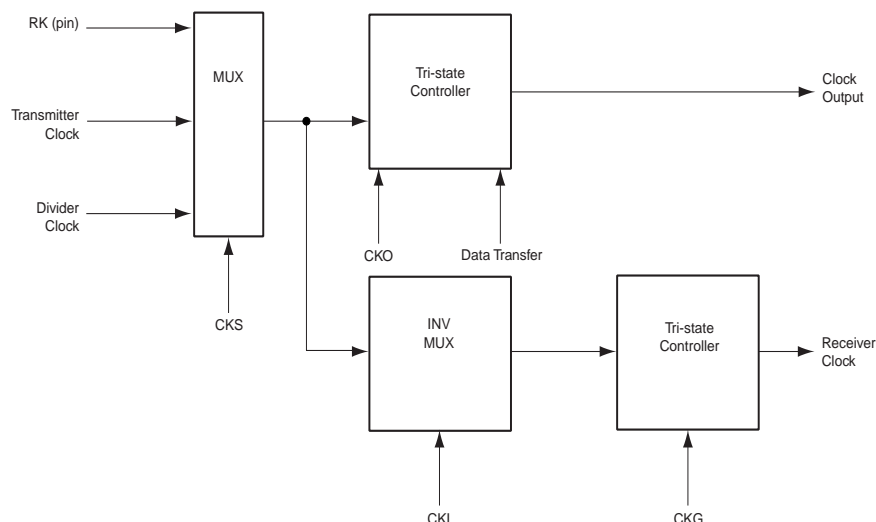 RK (pin)
MUX
Tri-state
Controller
Clock
Output
Transmitter
Clock
Divider
Clock
CKO
Data Transfer
CKS
INV
MUX
Tri-state
Controller
Receiver
Clock
CKI
CKG